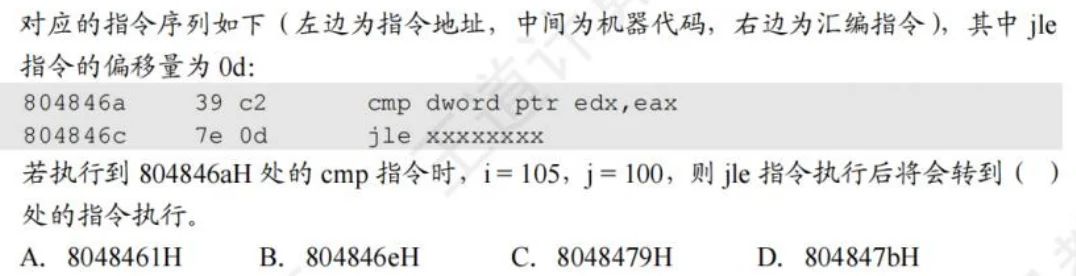 对应的指令序列如下（左边为指令地址，中间为机器代码，右边为汇编指令），其中 jle
指令的偏移量为 0d:
804846a 39 c2 cmp dword ptr edx,eax
804846c 7e 0d jle xxxxxxxx
若执行到 804846aH 处的 cmp 指令时，i = 105，j = 100，则 jle 指令执行后将会转到（ ）
处的指令执行。
A. 8048461H B. 804846eH C. 8048479H D. 804847bH